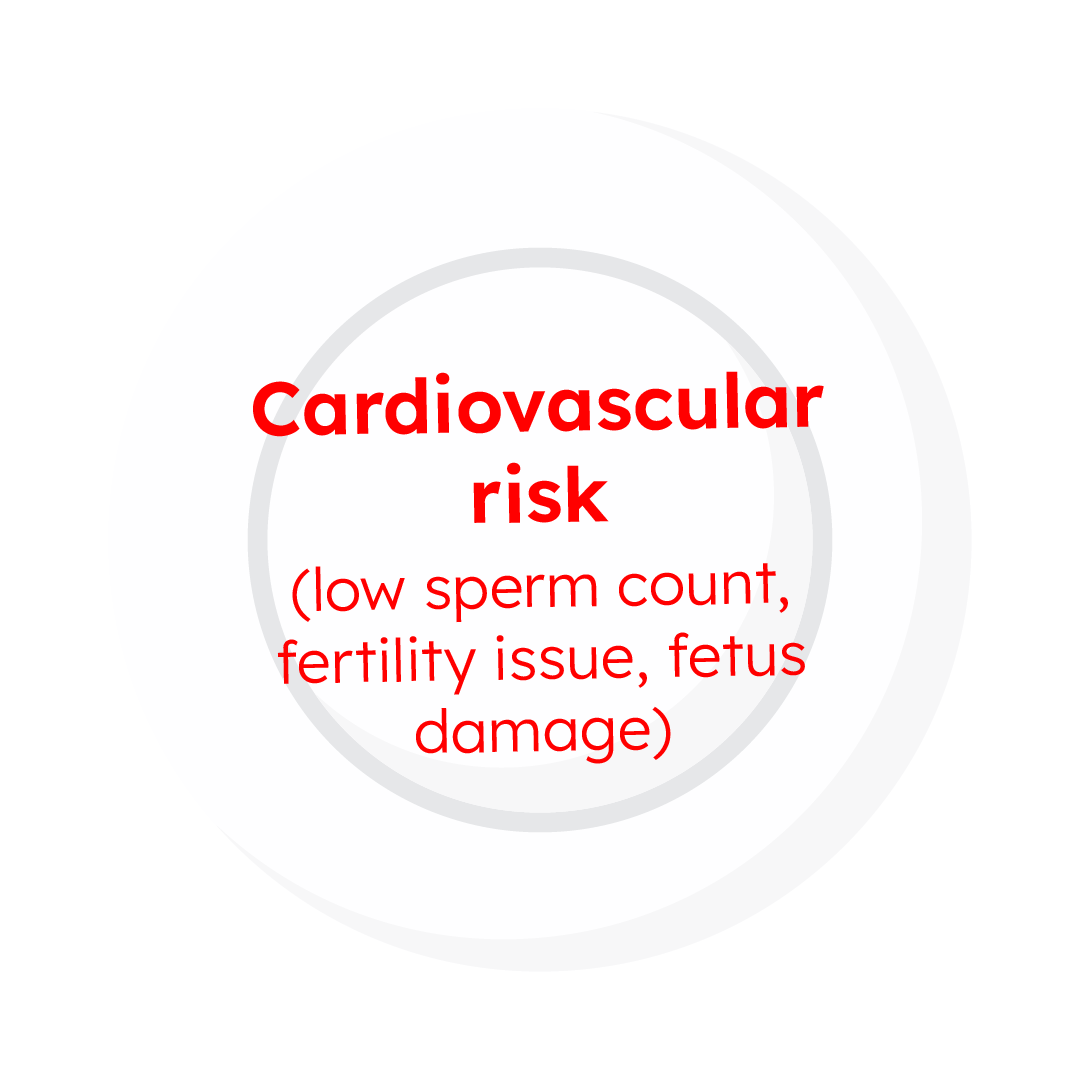 Cardiovascular
risk
(low sperm count,
fertility issue, fetus
damage)